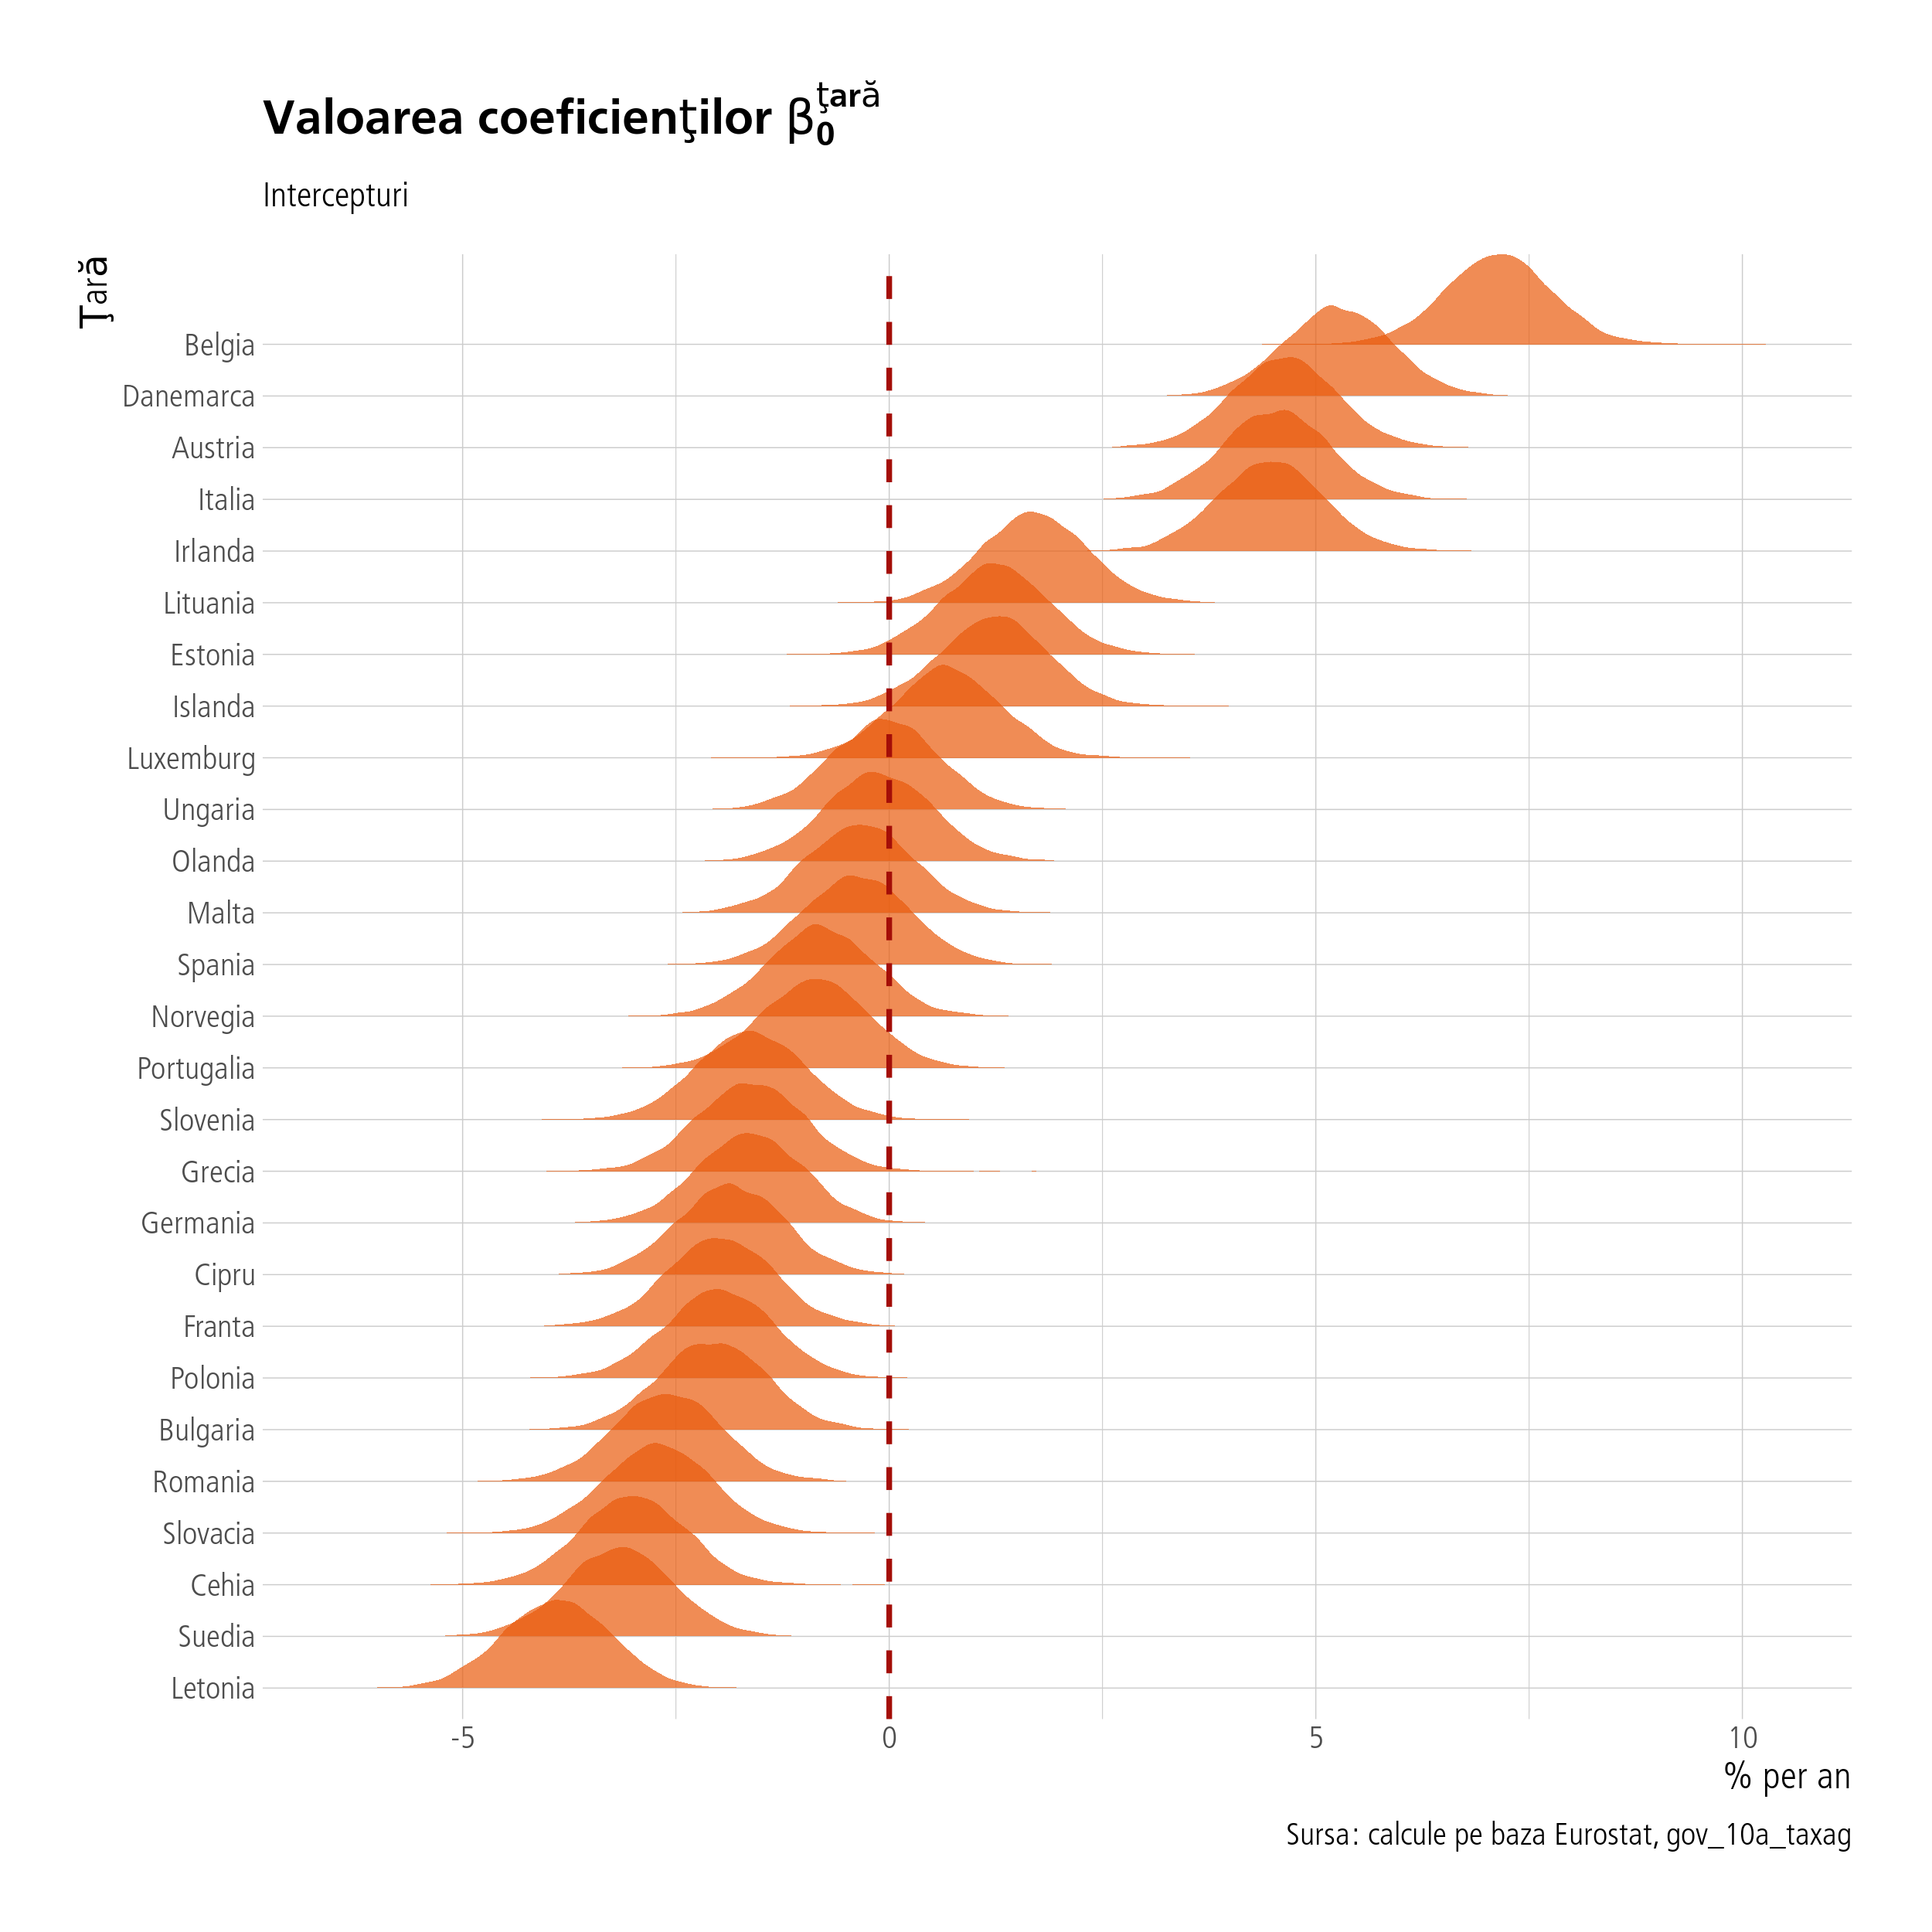 Valoarea coeficienţilor β₀ţară
Intercepturi
Ţară
Belgia
Danemarca
Austria
Italia
Irlanda
Lituania
Estonia
Islanda
Luxemburg
Ungaria
Olanda
Malta
Spania
Norvegia
Portugalia
Slovenia
Grecia
Germania
Cipru
Franta
Polonia
Bulgaria
Romania
Slovacia
Cehia
Suedia
Letonia
-5 0 5 10
% per an
Sursa: calcule pe baza Eurostat, gov_10a_taxag